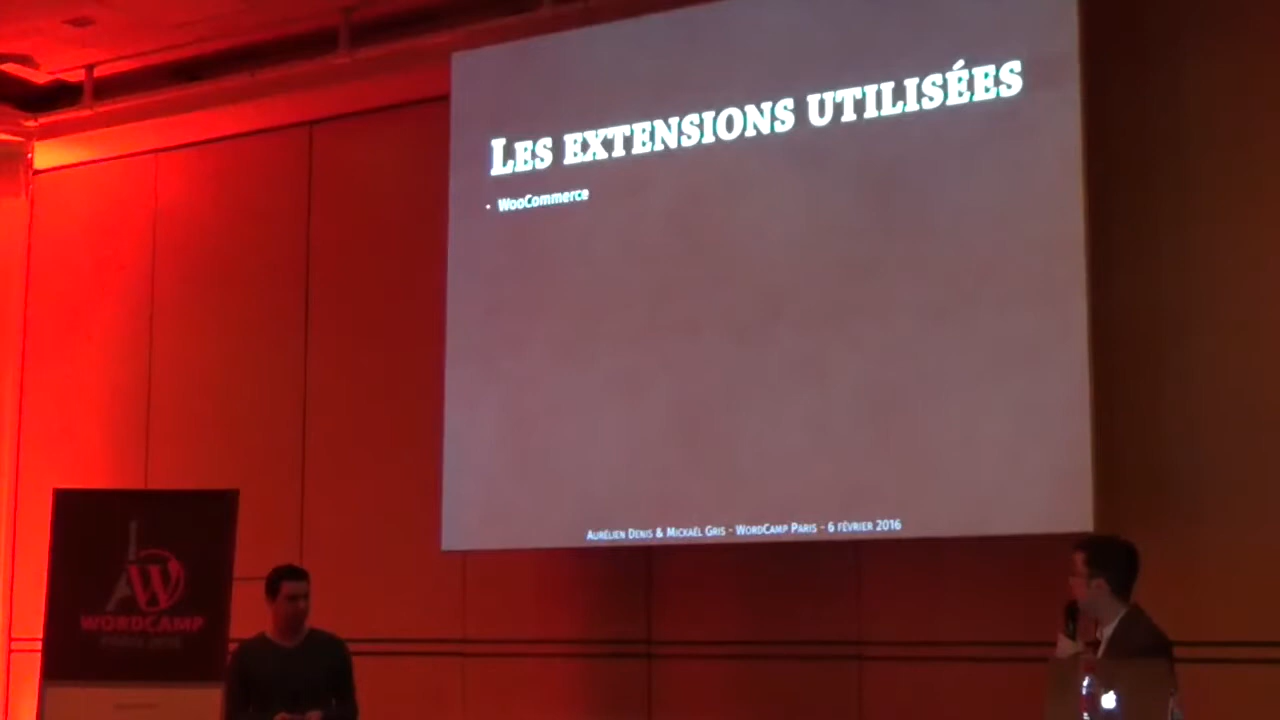 Les extensions utilisées
• WooCommerce
Aurélien Denis & Mickaël Gris - WordCamp Paris - 6 février 2016
WORDCAMP